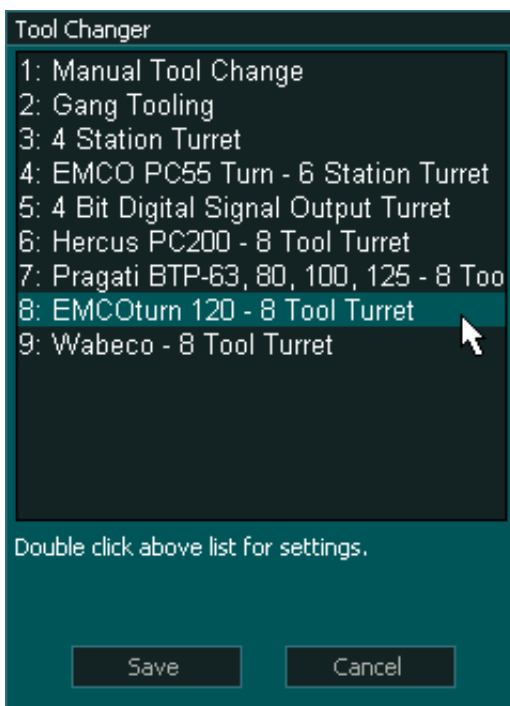 Tool Changer
1: Manual Tool Change
2: Gang Tooling
3: 4 Station Turret
4: EMCO PC55 Turn - 6 Station Turret
5: 4 Bit Digital Signal Output Turret
6: Hercus PC200 - 8 Tool Turret
7: Pragati BTP-63, 80, 100, 125 - 8 Too
8: EMCOturn 120 - 8 Tool Turret
9: Wabeco - 8 Tool Turret
Double click above list for settings.
Save Cancel